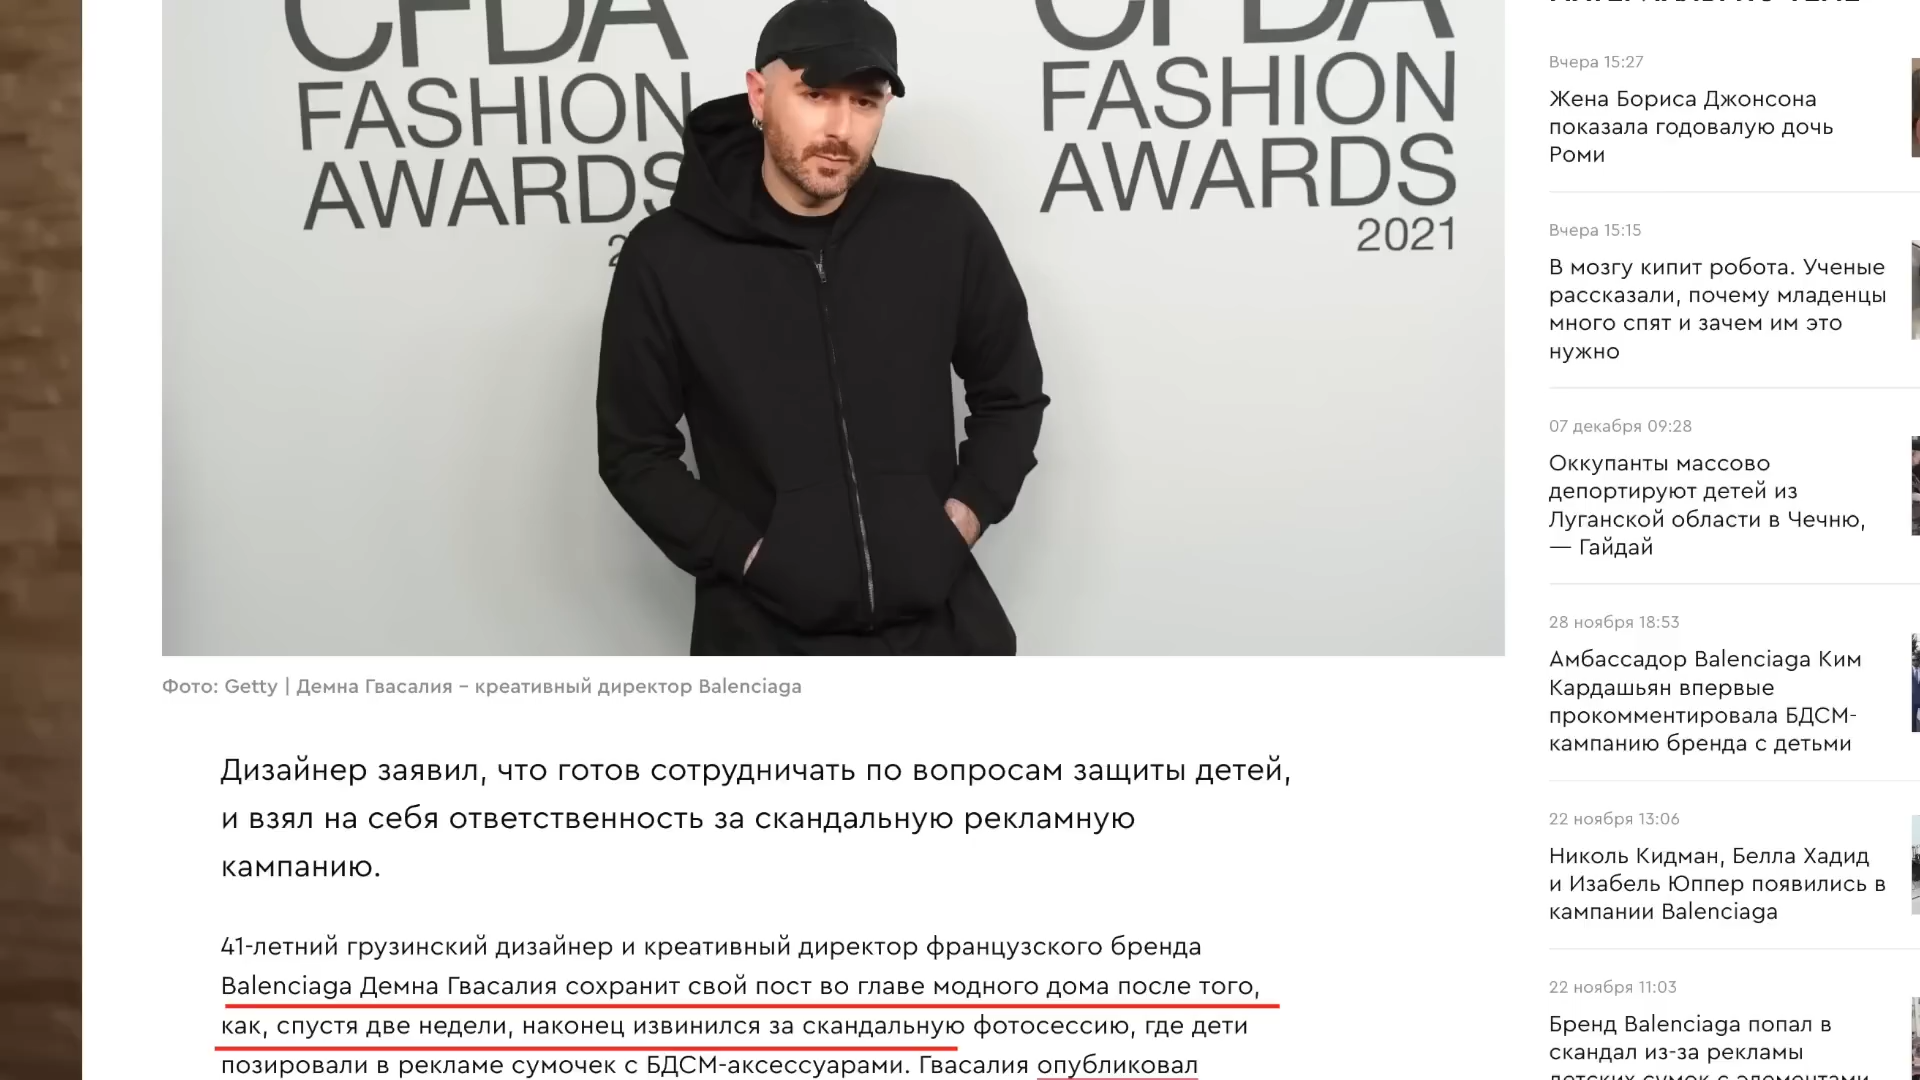 CFDA
FASHION
AWARDS
2
CFDA
FASHION
AWARDS
2021
Фото: Getty | Демна Гвасалия – креативный директор Balenciaga
Дизайнер заявил, что готов сотрудничать по вопросам защиты детей,
и взял на себя ответственность за скандальную рекламную
кампанию.
41-летний грузинский дизайнер и креативный директор французского бренда
Balenciaga Демна Гвасалия сохранит свой пост во главе модного дома после того,
как, спустя две недели, наконец извинился за скандальную фотосессию, где дети
позировали в рекламе сумочек с БДСМ-аксессуарами. Гвасалия опубликовал
Вчера 15:27
Жена Бориса Джонсона
показала годовалую дочь
Роми
Вчера 15:15
В мозгу кипит робота. Ученые
рассказали, почему младенцы
много спят и зачем им это
нужно
07 декабря 09:28
Оккупанты массово
депортируют детей из
Луганской области в Чечню,
— Гайдай
28 ноября 18:53
Амбассадор Balenciaga Ким
Кардашьян впервые
прокомментировала БДСМ-
кампанию бренда с детьми
22 ноября 13:06
Николь Кидман, Белла Хадид
и Изабель Юппер появились в
кампании Balenciaga
22 ноября 11:03
Бренд Balenciaga попал в
скандал из-за рекламы
детских сумок с элементами